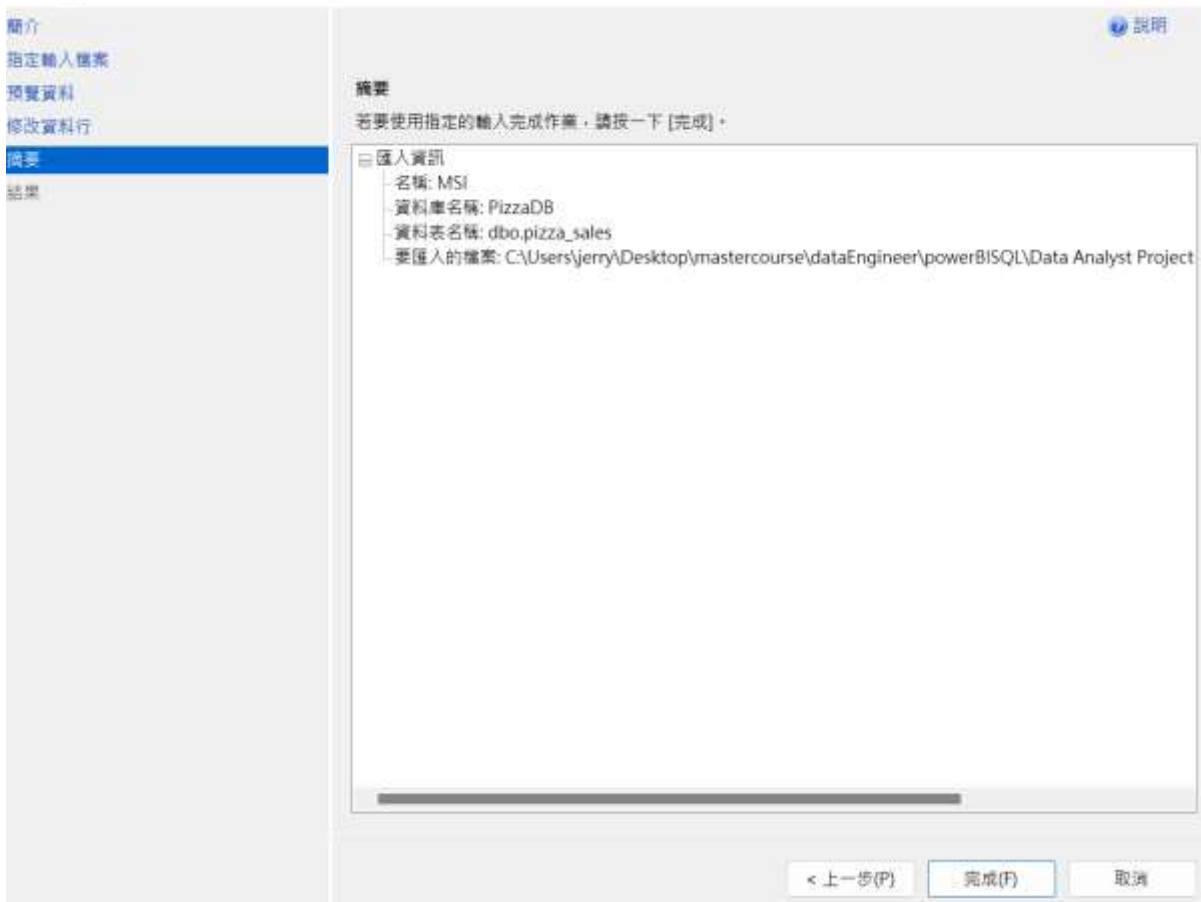 簡介
指定輸入檔案
預覽資料
修改資料行
摘要
結果
說明
摘要
若要使用指定的輸入完成作業，請按一下 [完成]。
匯入資訊
名稱: MSI
資料庫名稱: PizzaDB
資料表名稱: dbo.pizza_sales
要匯入的檔案: C:\Users\jerry\Desktop\mastercourse\dataEngineer\powerBISQL\Data Analyst Project
< 上一步(P)
完成(F)
取消